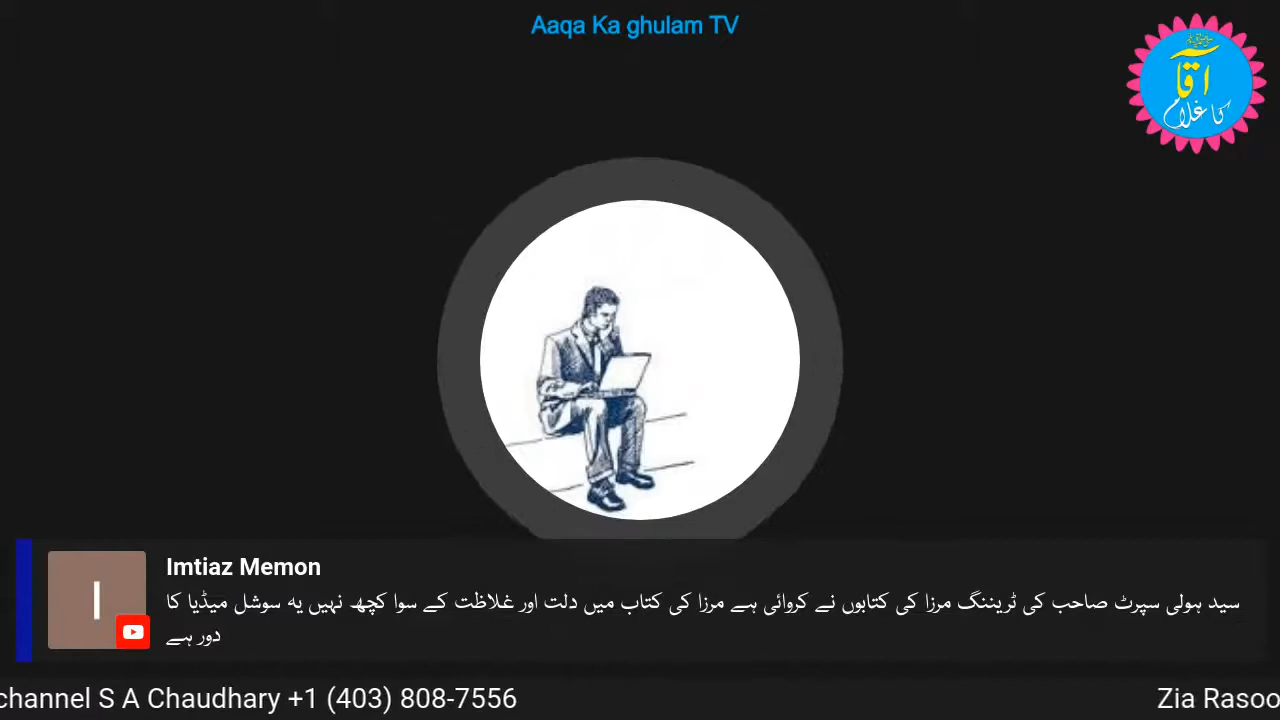 Aaqa Ka ghulam TV
آقا
کا غلام
Imtiaz Memon
I
سید ہولی سپرٹ صاحب کی ٹریننگ مرزا کی کتابوں نے کروائی ہے مرزا کی کتاب میں دلت اور غلاظت کے سوا کچھ نہیں یہ سوشل میڈیا کا
دور ہے
channel S A Chaudhary +1 (403) 808-7556
Zia Rasoo